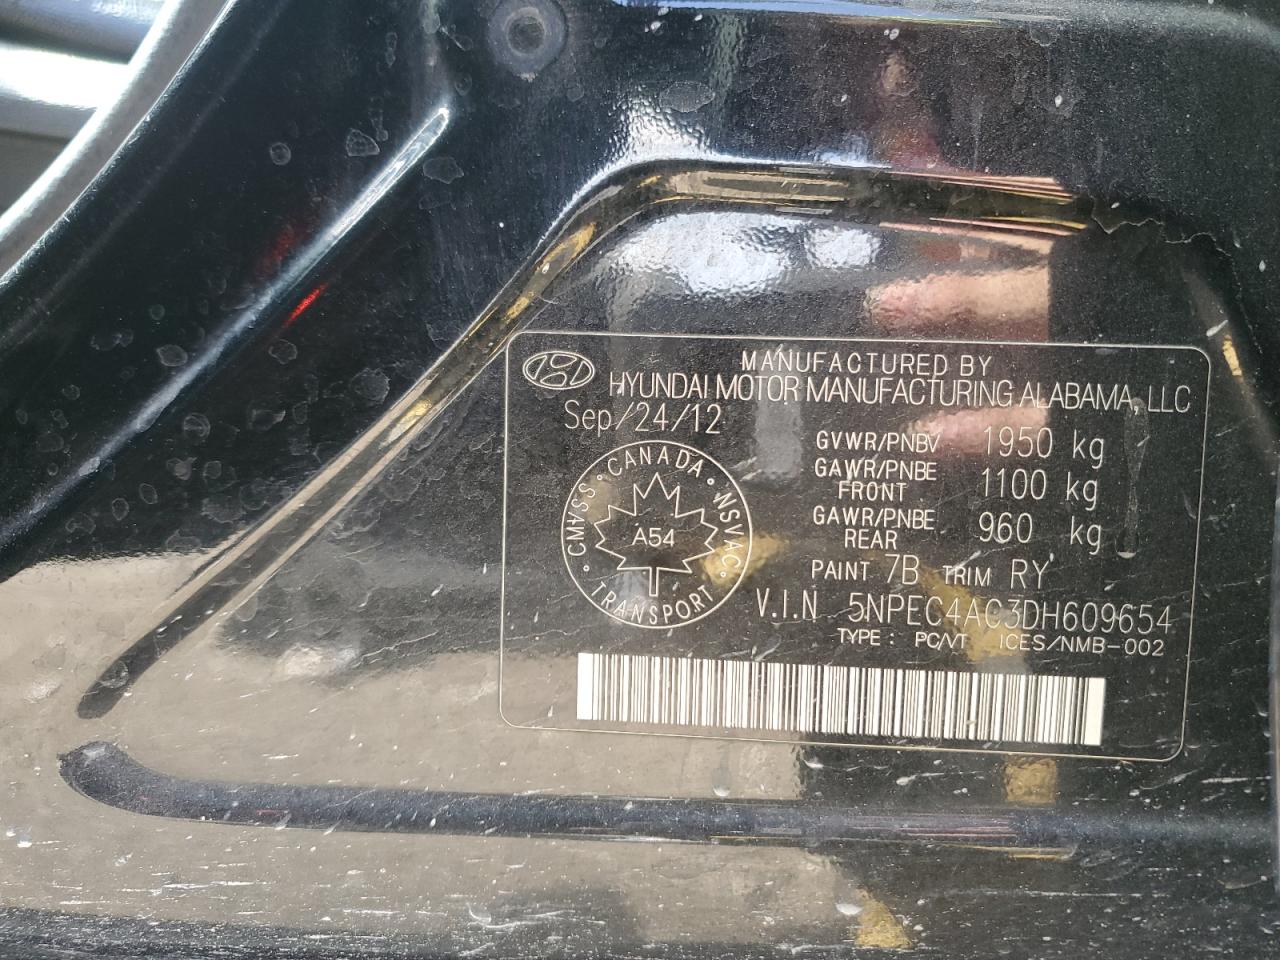 MANUFACTURED BY
HYUNDAI MOTOR MANUFACTURING ALABAMA, LLC
Sep/24/12
GVWR/PNBV 1950 kg
GAWR/PNBE FRONT 1100 kg
GAWR/PNBE REAR 960 kg
CMVSS · CANADA · NSVAC · TRANSPORT
A54
PAINT 7B TRIM RY
V.I.N 5NPEC4AC3DH609654
TYPE: PC/VT ICES/NMB-002